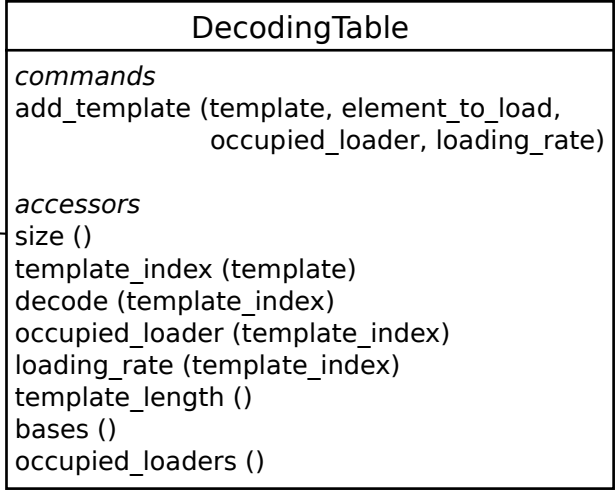 DecodingTable
commands
add_template (template, element_to_load,
occupied_loader, loading_rate)
accessors
size ()
template_index (template)
decode (template_index)
occupied_loader (template_index)
loading_rate (template_index)
template_length ()
bases ()
occupied_loaders ()